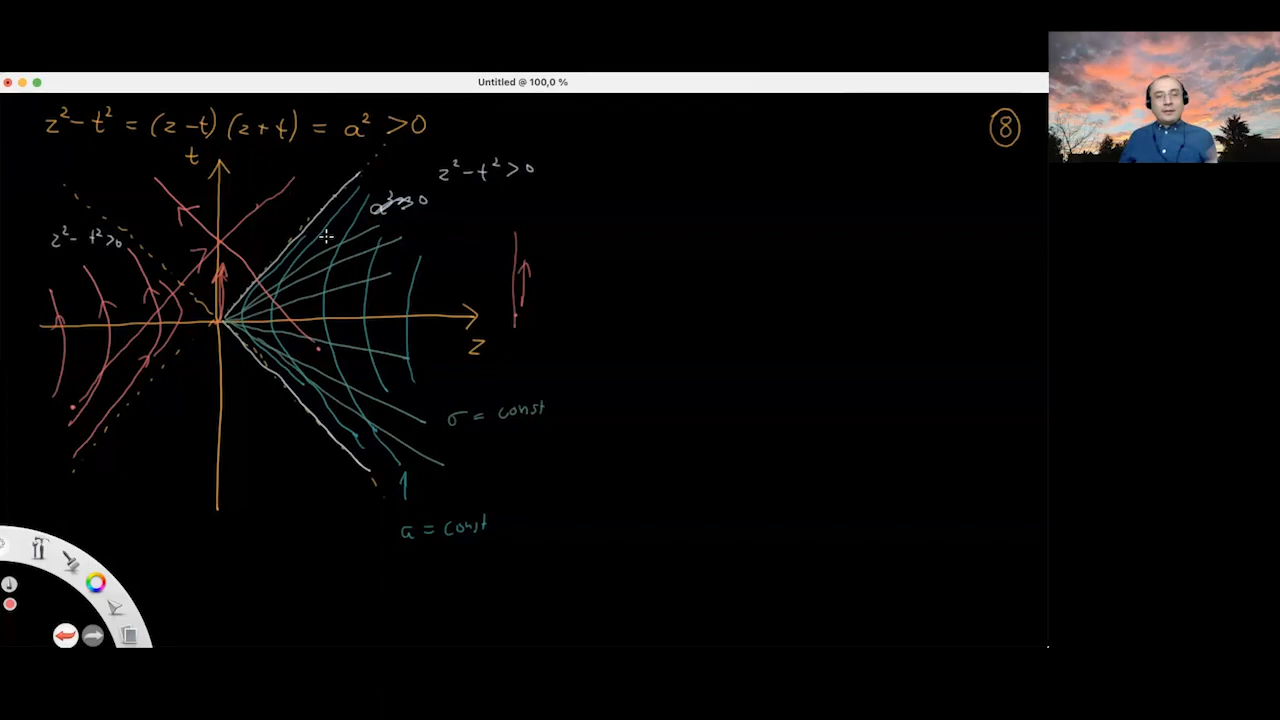 Untitled @ 100,0 %
z² − t² = (z − t)(z + t) = a² > 0
8
t
z² − t² > 0
z² − t² > 0
z
σ = const
a = const